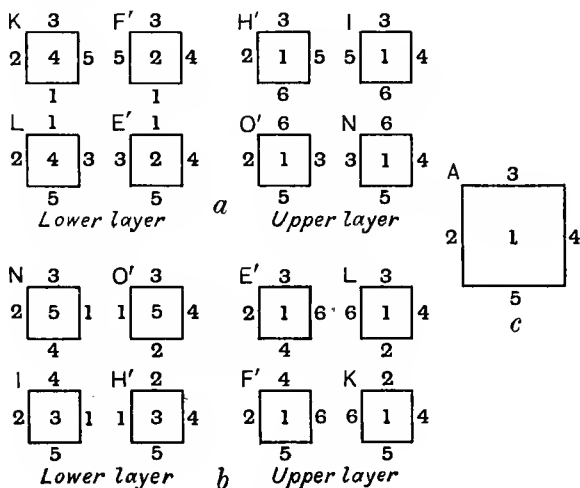 K 3 F′ 3 H′ 3 I 3
2 4 5 5 2 4 2 1 5 5 1 4
1 1 6 6
L 1 E′ 1 O′ 6 N 6
2 4 3 3 2 4 2 1 3 3 1 4
5 5 5 5
Lower layer a Upper layer
A 3
2 1 4
5
c
N 3 O′ 3 E′ 3 L 3
2 5 1 1 5 4 2 1 6 6 1 4
4 2 4 2
I 4 H′ 2 F′ 4 K 2
2 3 1 1 3 4 2 1 6 6 1 4
5 5 5 5
Lower layer b Upper layer